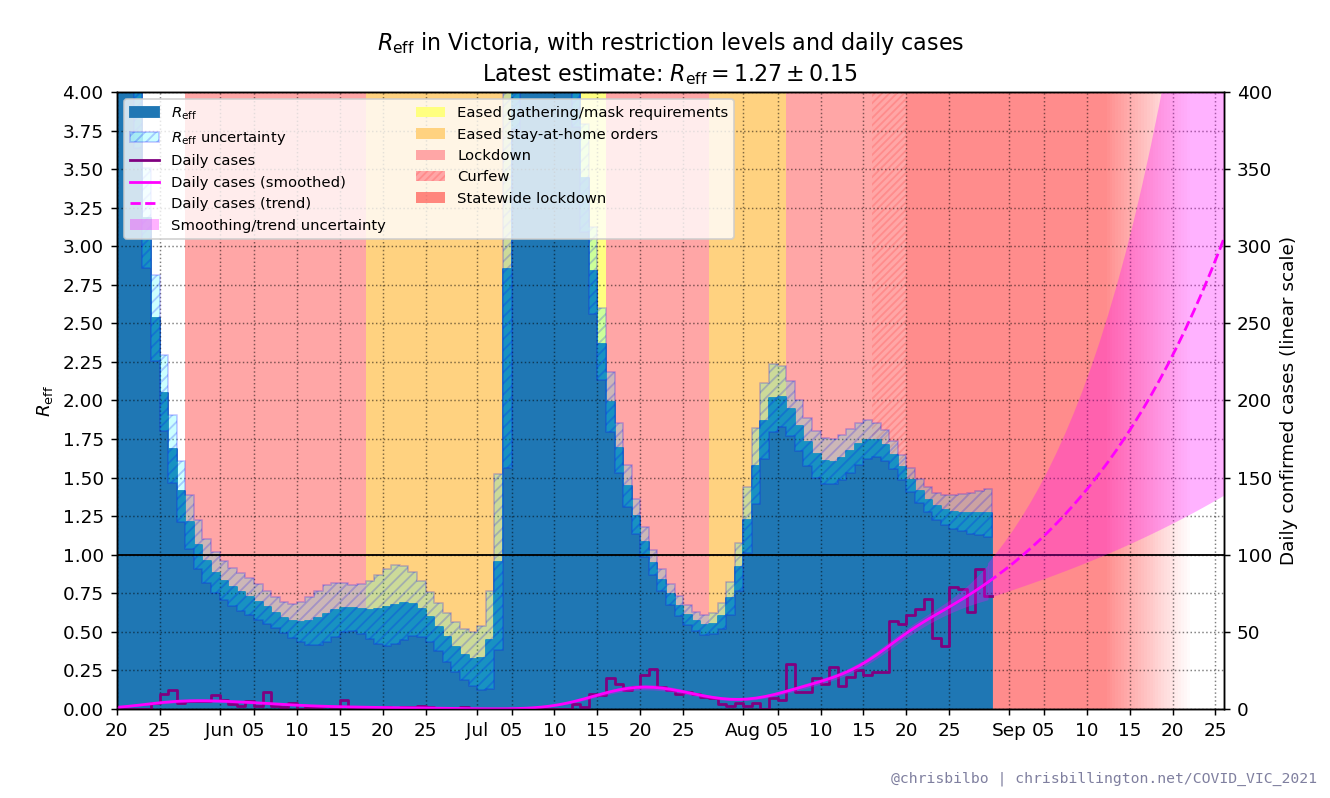 R_eff in Victoria, with restriction levels and daily cases
Latest estimate: R_eff = 1.27 ± 0.15
R_eff
R_eff uncertainty
Daily cases
Daily cases (smoothed)
Daily cases (trend)
Smoothing/trend uncertainty
Eased gathering/mask requirements
Eased stay-at-home orders
Lockdown
Curfew
Statewide lockdown
R_eff
4.00
3.75
3.50
3.25
3.00
2.75
2.50
2.25
2.00
1.75
1.50
1.25
1.00
0.75
0.50
0.25
0.00
400
350
300
250
200
150
100
50
0
Daily confirmed cases (linear scale)
20 25 Jun 05 10 15 20 25 Jul 05 10 15 20 25 Aug 05 10 15 20 25 Sep 05 10 15 20 25
@chrisbilbo | chrisbillington.net/COVID_VIC_2021